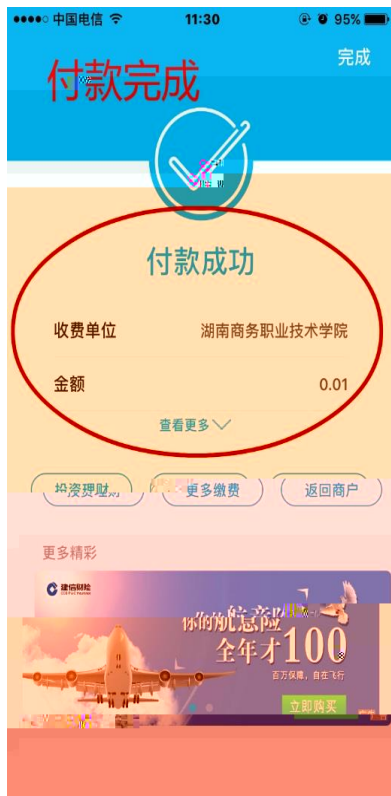 中国电信 11:30 95%
完成
付款完成
付款成功
收费单位 湖南商务职业技术学院
金额 0.01
查看更多
投资理财 更多缴费 返回商户
更多精彩
建信财险
你的航意险
全年才100
百万保障，自在飞行
立即购买